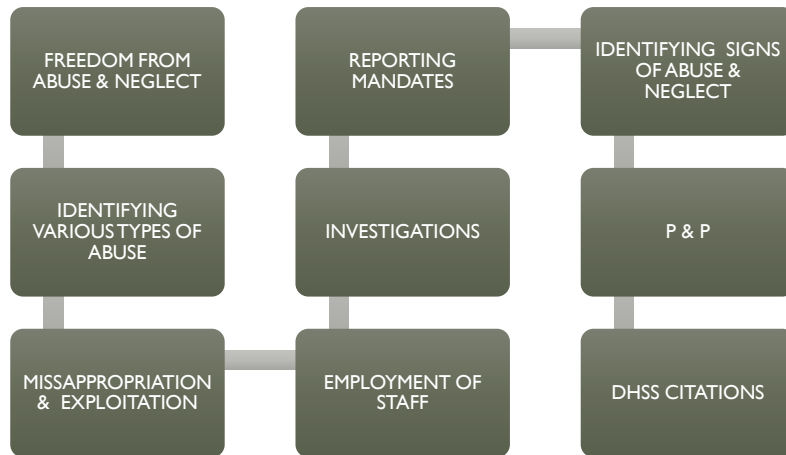 FREEDOM FROM
ABUSE & NEGLECT
IDENTIFYING
VARIOUS TYPES OF
ABUSE
MISSAPPROPRIATION
& EXPLOITATION
EMPLOYMENT OF
STAFF
INVESTIGATIONS
REPORTING
MANDATES
IDENTIFYING SIGNS
OF ABUSE &
NEGLECT
P & P
DHSS CITATIONS